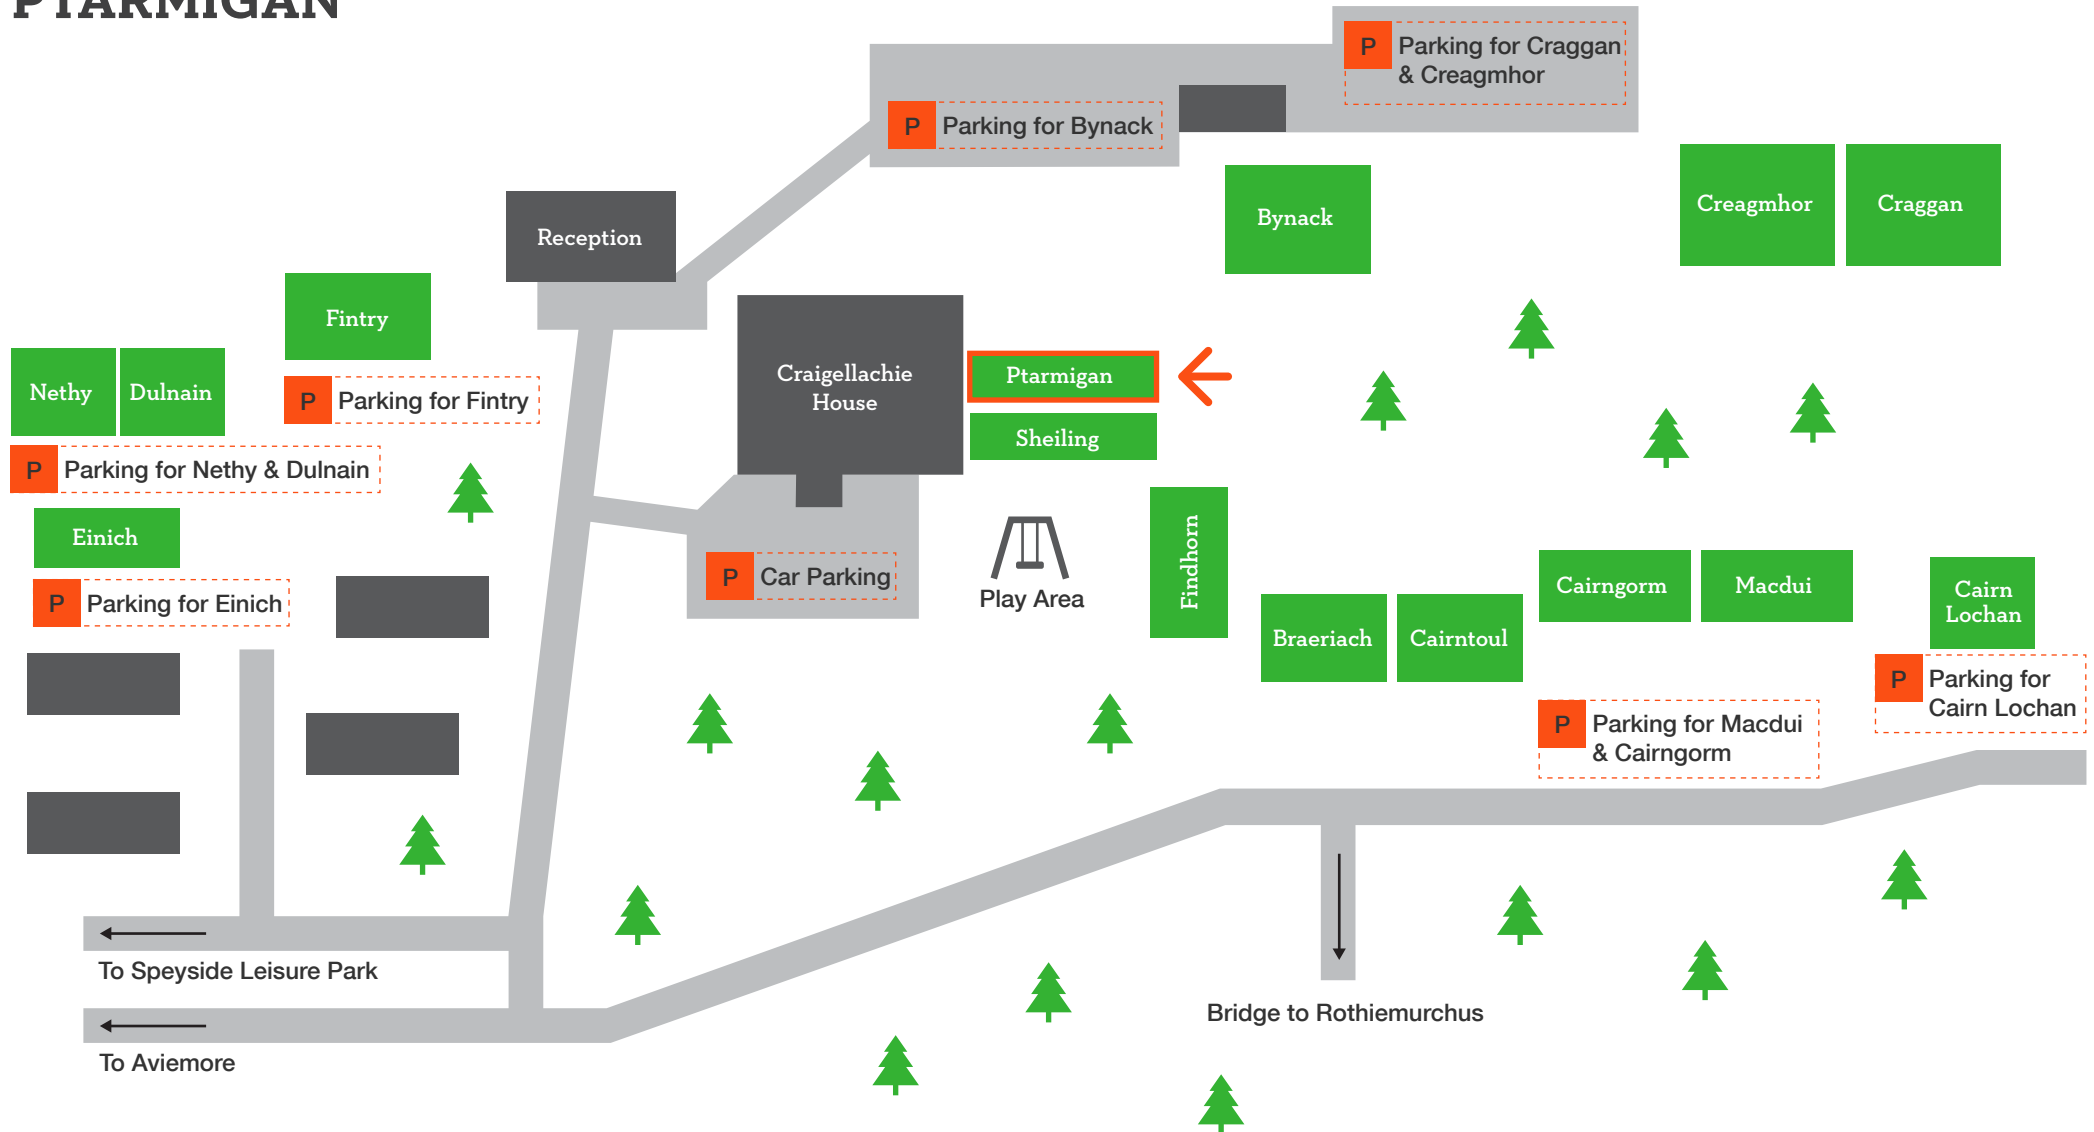 PTARMIGAN
P Parking for Craggan
& Creagmhor
P Parking for Bynack
Reception
Bynack
Creagmhor
Craggan
Fintry
P Parking for Fintry
Nethy
Dulnain
P Parking for Nethy & Dulnain
Einich
P Parking for Einich
Craigellachie
House
Ptarmigan
Sheiling
P Car Parking
Play Area
Findhorn
Braeriach
Cairntoul
Cairngorm
Macdui
Cairn
Lochan
P Parking for
Cairn Lochan
P Parking for Macdui
& Cairngorm
To Speyside Leisure Park
To Aviemore
Bridge to Rothiemurchus